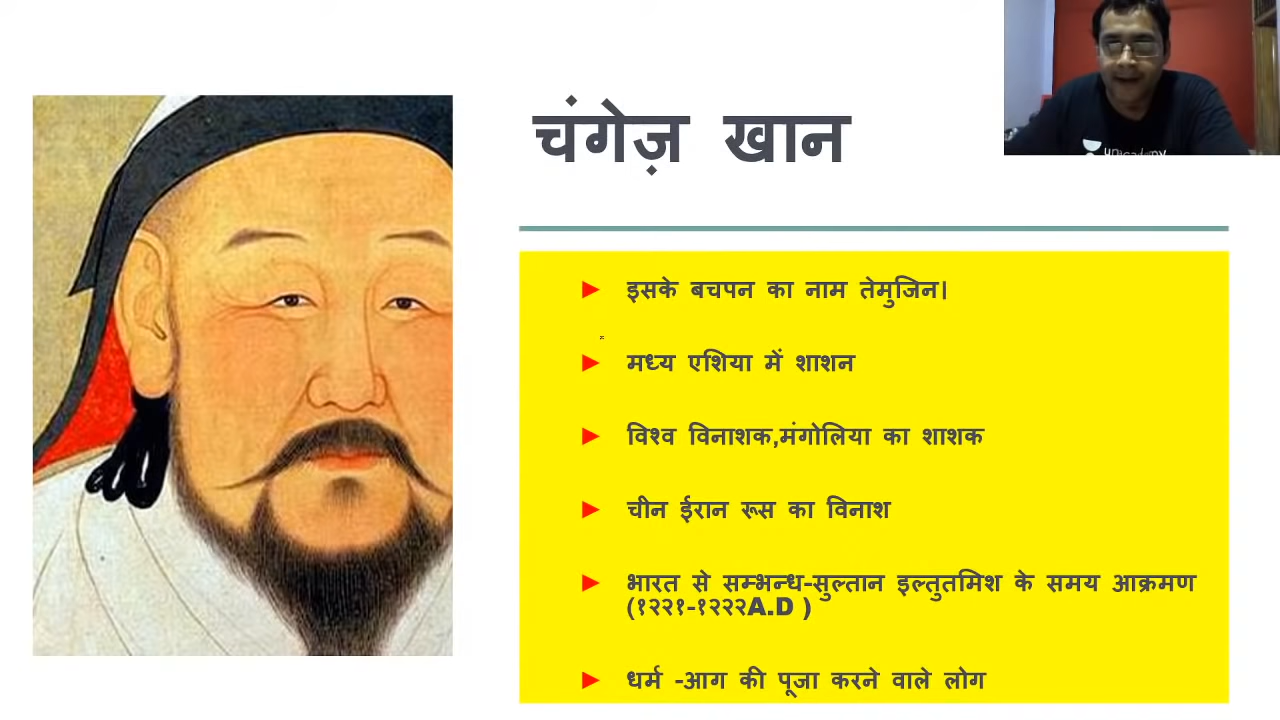 चंगेज़ खान
unacademy
इसके बचपन का नाम तेमुजिन।
मध्य एशिया में शाशन
विश्व विनाशक,मंगोलिया का शाशक
चीन ईरान रूस का विनाश
भारत से सम्भन्ध-सुल्तान इल्तुतमिश के समय आक्रमण
(१२२१-१२२२A.D )
धर्म -आग की पूजा करने वाले लोग